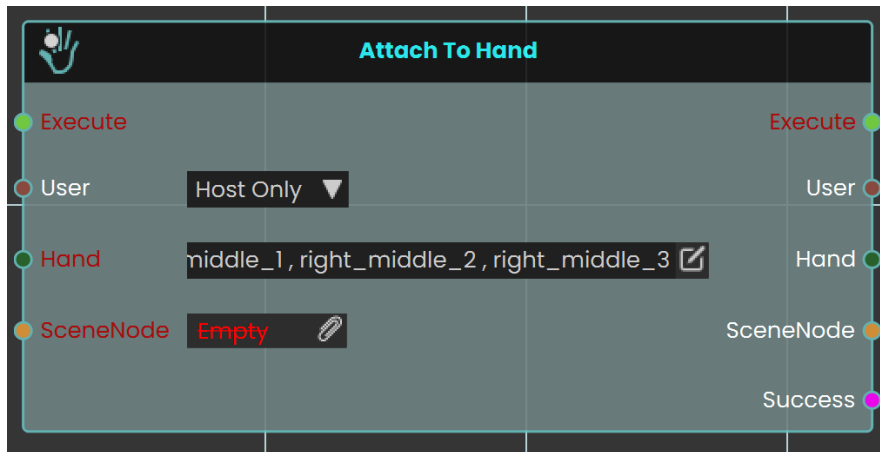 Attach To Hand
Execute Execute
User Host Only User
Hand middle_1 , right_middle_2 , right_middle_3 Hand
SceneNode Empty SceneNode
Success